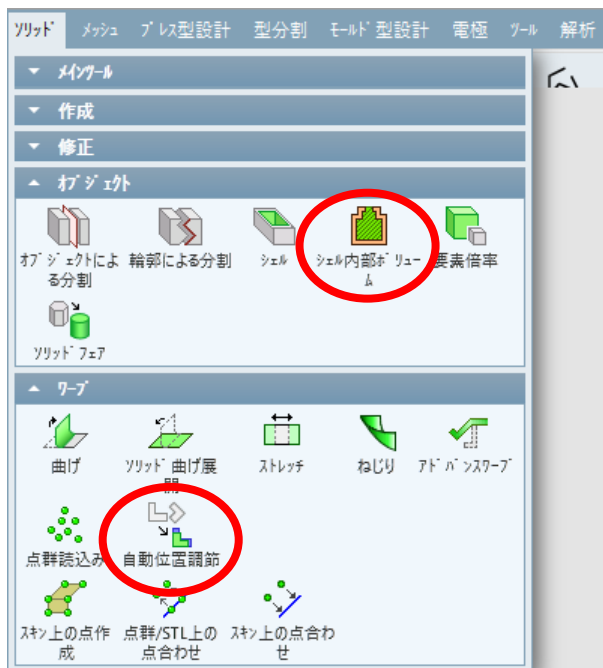 ｿﾘｯﾄﾞ ﾒｯｼｭ ﾌﾟﾚｽ型設計 型分割 ﾓｰﾙﾄﾞ型設計 電極 ﾂｰﾙ 解析
ﾒｲﾝﾂｰﾙ
作成
修正
ｵﾌﾞｼﾞｪｸﾄ
ｵﾌﾞｼﾞｪｸﾄによ 輪郭による分割 ｼｪﾙ ｼｪﾙ内部ﾎﾞﾘｭｰ 要素倍率
る分割 ﾑ
ｿﾘｯﾄﾞﾌｪｱ
ﾜｰﾌﾟ
曲げ ｿﾘｯﾄﾞ曲げ展 ｽﾄﾚｯﾁ ねじり ｱﾄﾞﾊﾞﾝｽﾜｰﾌﾟ
開
点群読込み 自動位置調節
ｽｷﾝ上の点作 点群/STL上の ｽｷﾝ上の点合わ
成 点合わせ せ